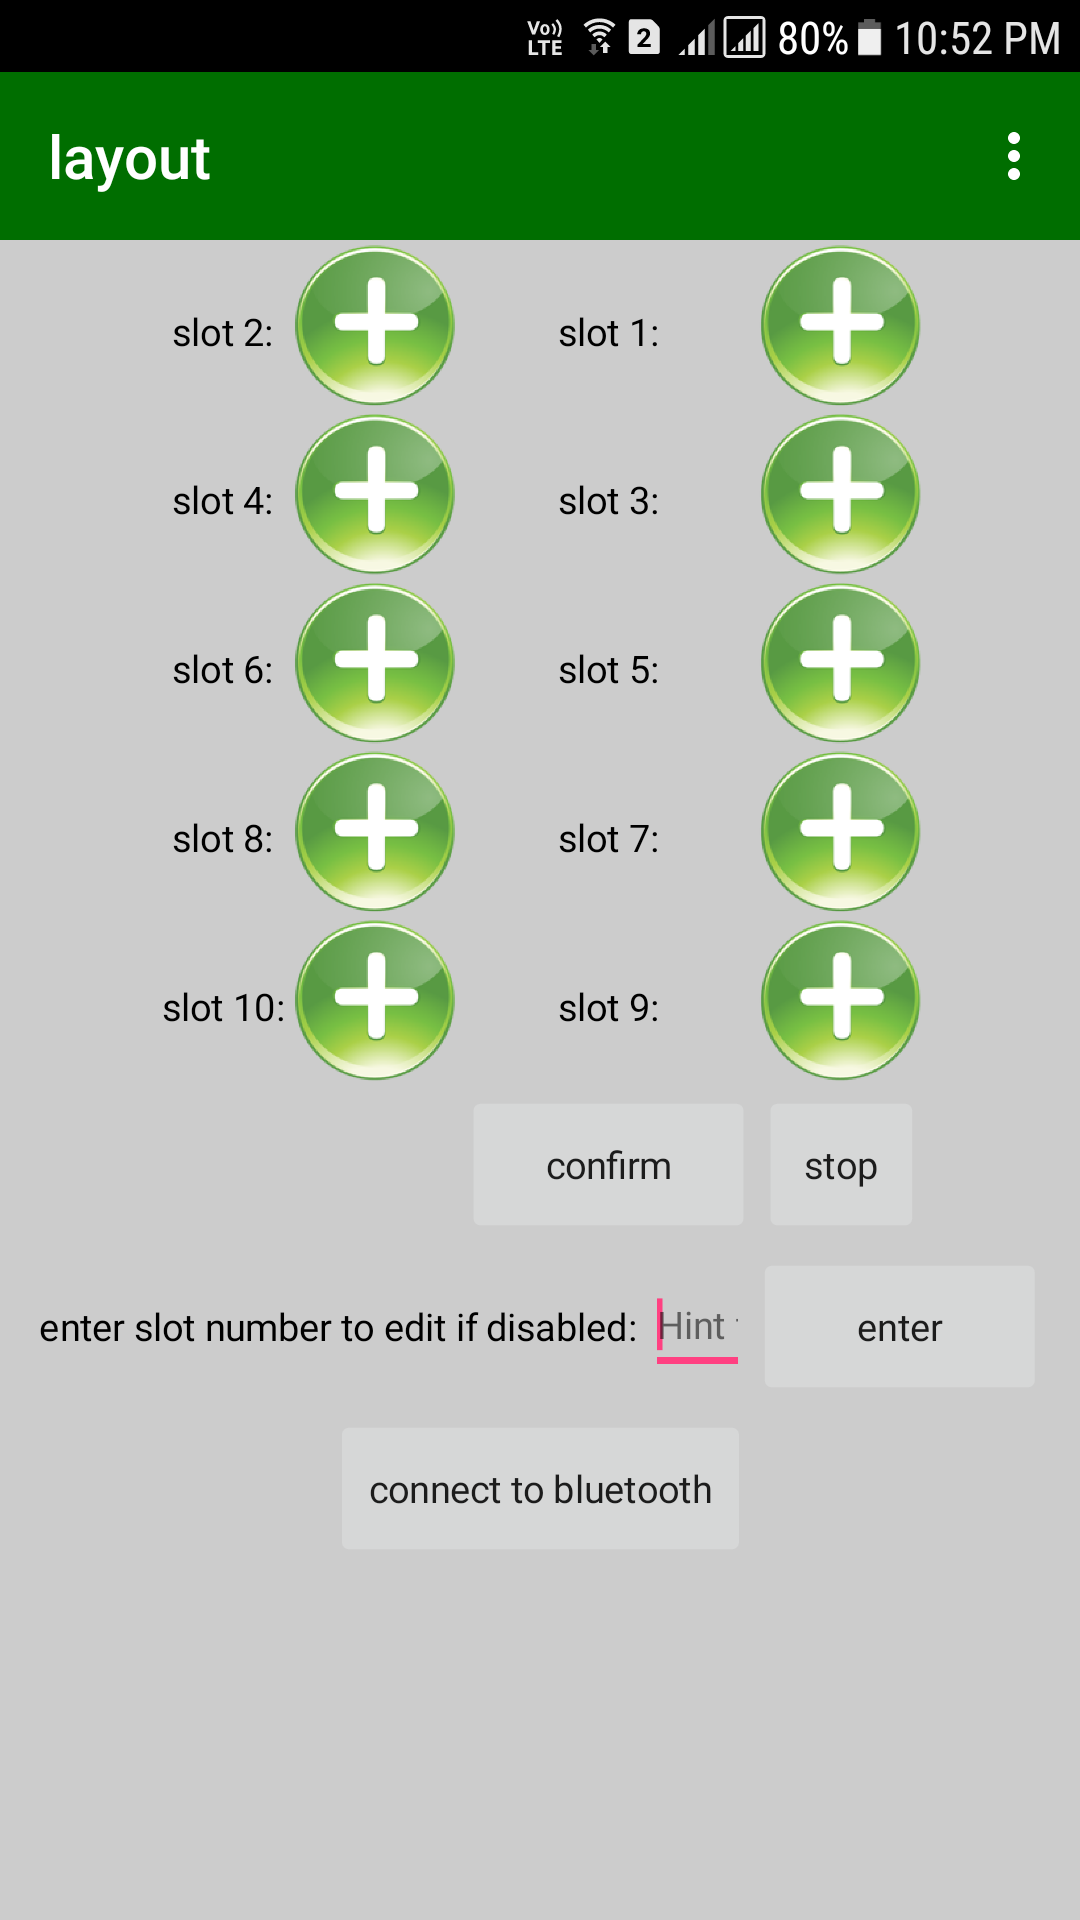 Vo)) LTE 2 80% 10:52 PM
layout
slot 2: slot 1:
slot 4: slot 3:
slot 6: slot 5:
slot 8: slot 7:
slot 10: slot 9:
confirm stop
enter slot number to edit if disabled: Hint enter
connect to bluetooth